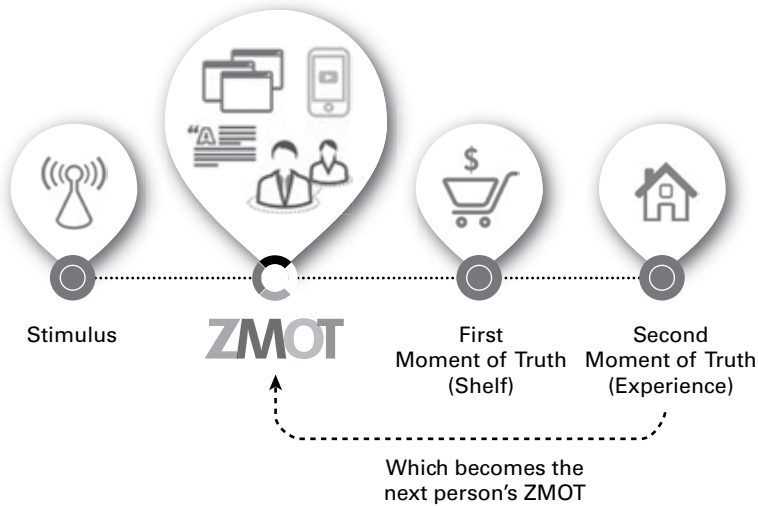 “A
$
Stimulus
ZMOT
First
Moment of Truth
(Shelf)
Second
Moment of Truth
(Experience)
Which becomes the
next person’s ZMOT